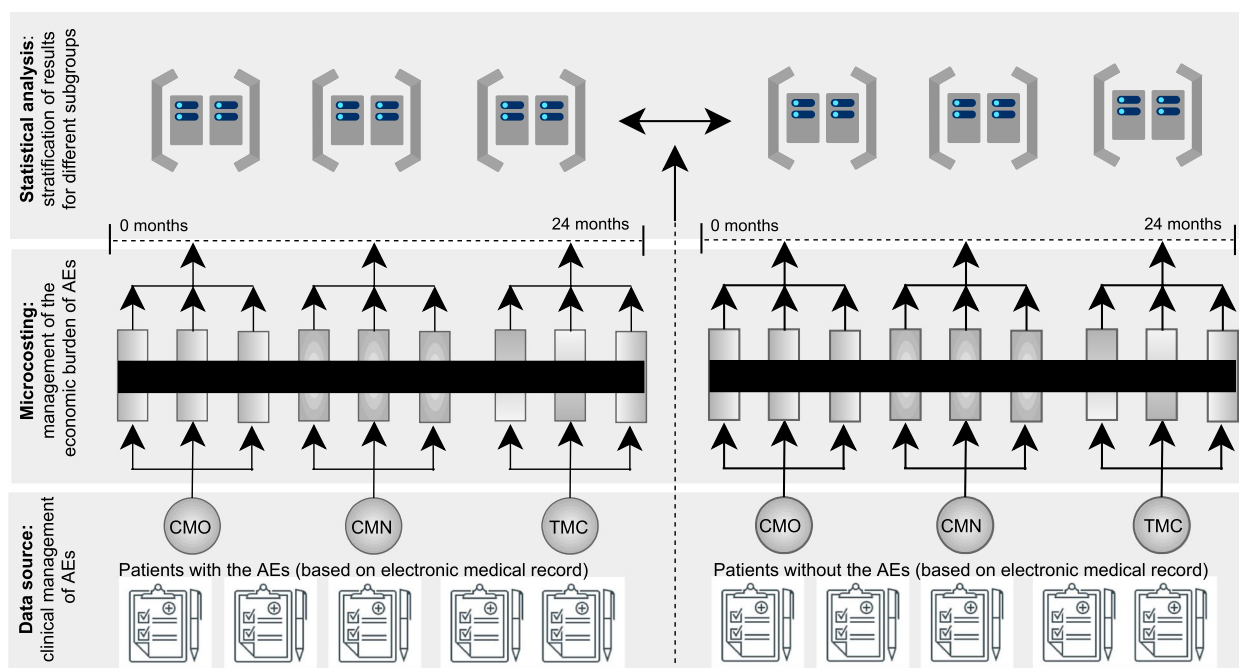 Statistical analysis:
stratification of results
for different subgroups
0 months
24 months
0 months
24 months
Microcosting:
management of the
economic burden of AEs
Data source:
clinical management
of AEs
CMO
CMN
TMC
CMO
CMN
TMC
Patients with the AEs (based on electronic medical record)
Patients without the AEs (based on electronic medical record)